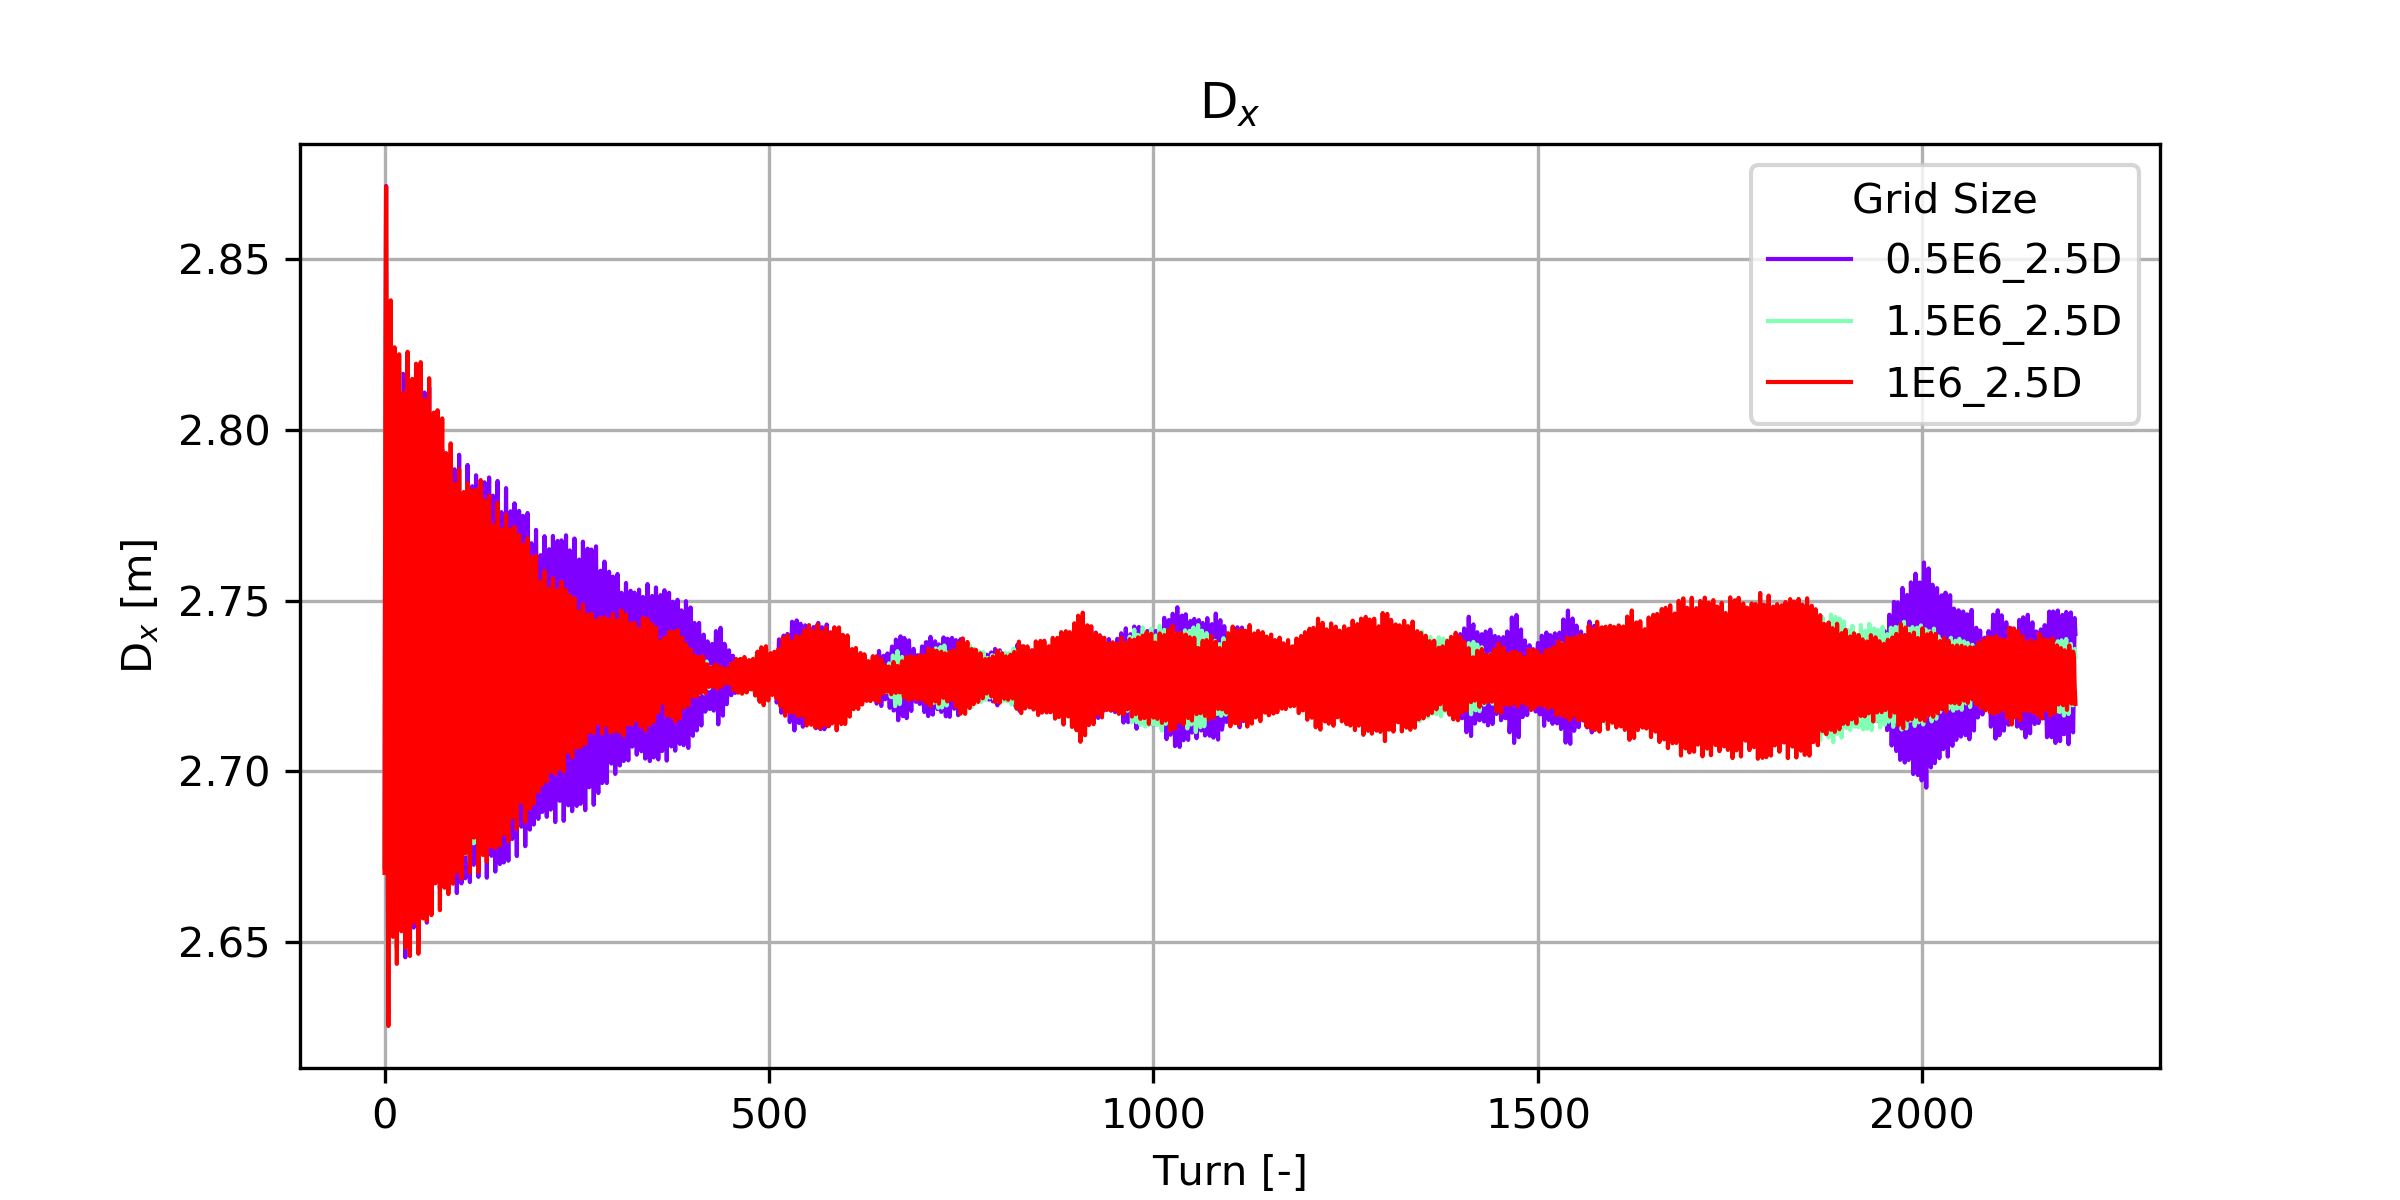 Dₓ
Grid Size
0.5E6_2.5D
1.5E6_2.5D
1E6_2.5D
Dₓ [m]
2.85
2.80
2.75
2.70
2.65
0 500 1000 1500 2000
Turn [-]